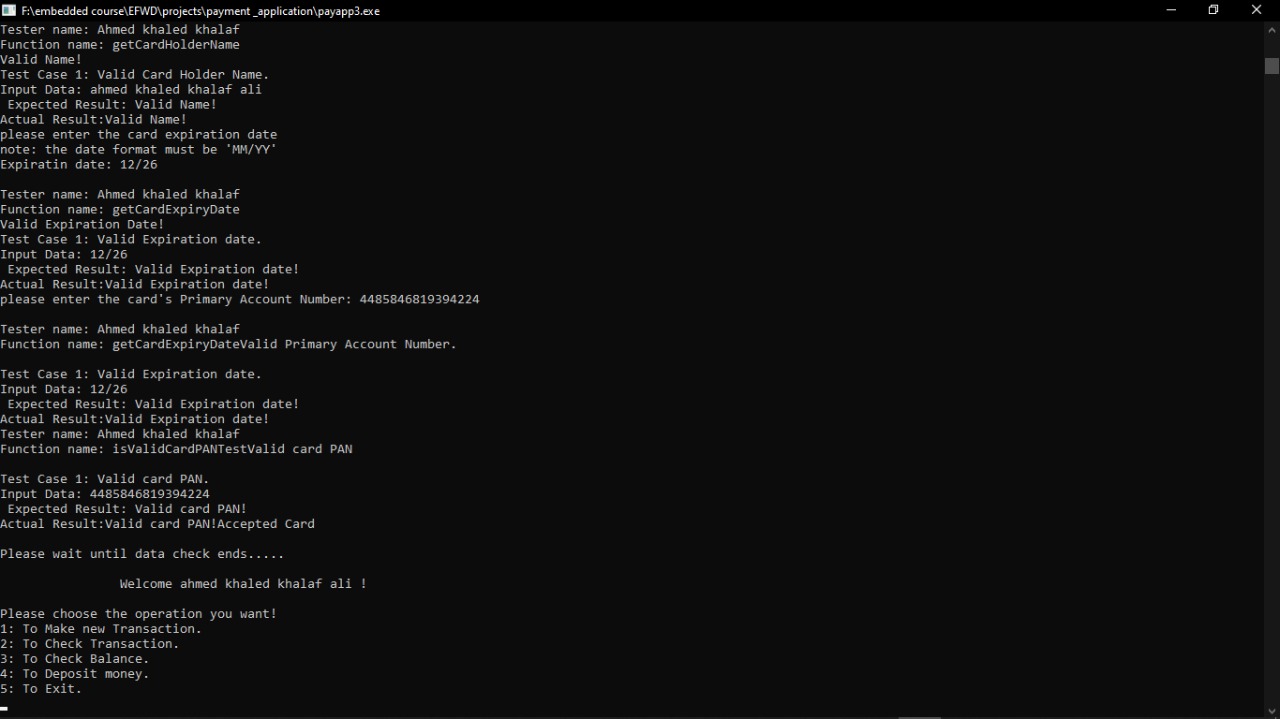 F:\embedded course\EFWD\projects\payment _application\payapp3.exe
Tester name: Ahmed khaled khalaf
Function name: getCardHolderName
Valid Name!
Test Case 1: Valid Card Holder Name.
Input Data: ahmed khaled khalaf ali
 Expected Result: Valid Name!
Actual Result:Valid Name!
please enter the card expiration date
note: the date format must be 'MM/YY'
Expiratin date: 12/26
Tester name: Ahmed khaled khalaf
Function name: getCardExpiryDate
Valid Expiration Date!
Test Case 1: Valid Expiration date.
Input Data: 12/26
 Expected Result: Valid Expiration date!
Actual Result:Valid Expiration date!
please enter the card's Primary Account Number: 4485846819394224
Tester name: Ahmed khaled khalaf
Function name: getCardExpiryDateValid Primary Account Number.
Test Case 1: Valid Expiration date.
Input Data: 12/26
 Expected Result: Valid Expiration date!
Actual Result:Valid Expiration date!
Tester name: Ahmed khaled khalaf
Function name: isValidCardPANTestValid card PAN
Test Case 1: Valid card PAN.
Input Data: 4485846819394224
 Expected Result: Valid card PAN!
Actual Result:Valid card PAN!Accepted Card
Please wait until data check ends.....
Welcome ahmed khaled khalaf ali !
Please choose the operation you want!
1: To Make new Transaction.
2: To Check Transaction.
3: To Check Balance.
4: To Deposit money.
5: To Exit.